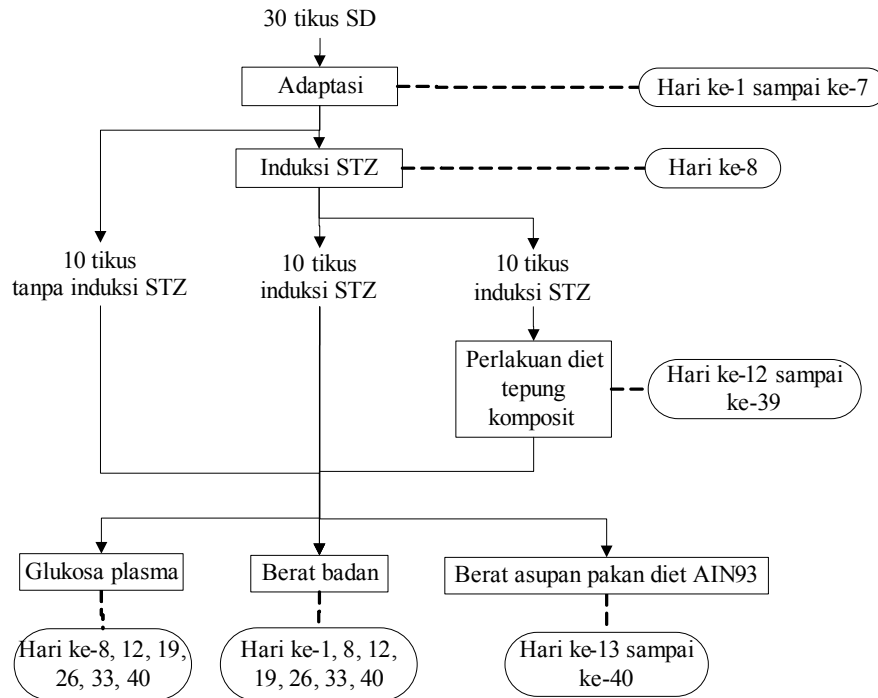 30 tikus SD
Adaptasi
Hari ke-1 sampai ke-7
Induksi STZ
Hari ke-8
10 tikus
tanpa induksi STZ
10 tikus
induksi STZ
10 tikus
induksi STZ
Perlakuan diet
tepung
komposit
Hari ke-12 sampai
ke-39
Glukosa plasma
Berat badan
Berat asupan pakan diet AIN93
Hari ke-8, 12, 19,
26, 33, 40
Hari ke-1, 8, 12,
19, 26, 33, 40
Hari ke-13 sampai
ke-40